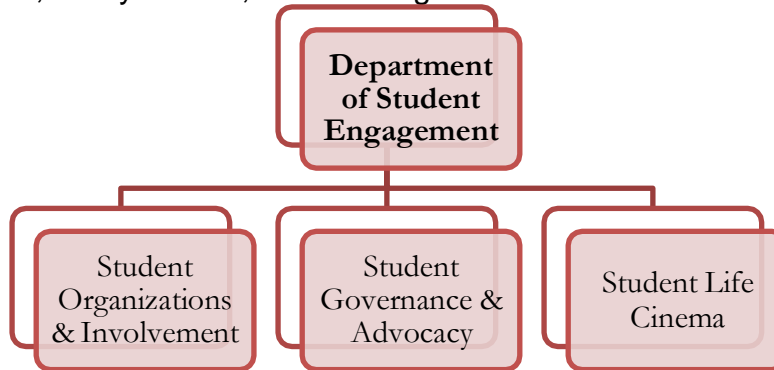 Department
of Student
Engagement
Student
Organizations
& Involvement
Student
Governance &
Advocacy
Student Life
Cinema